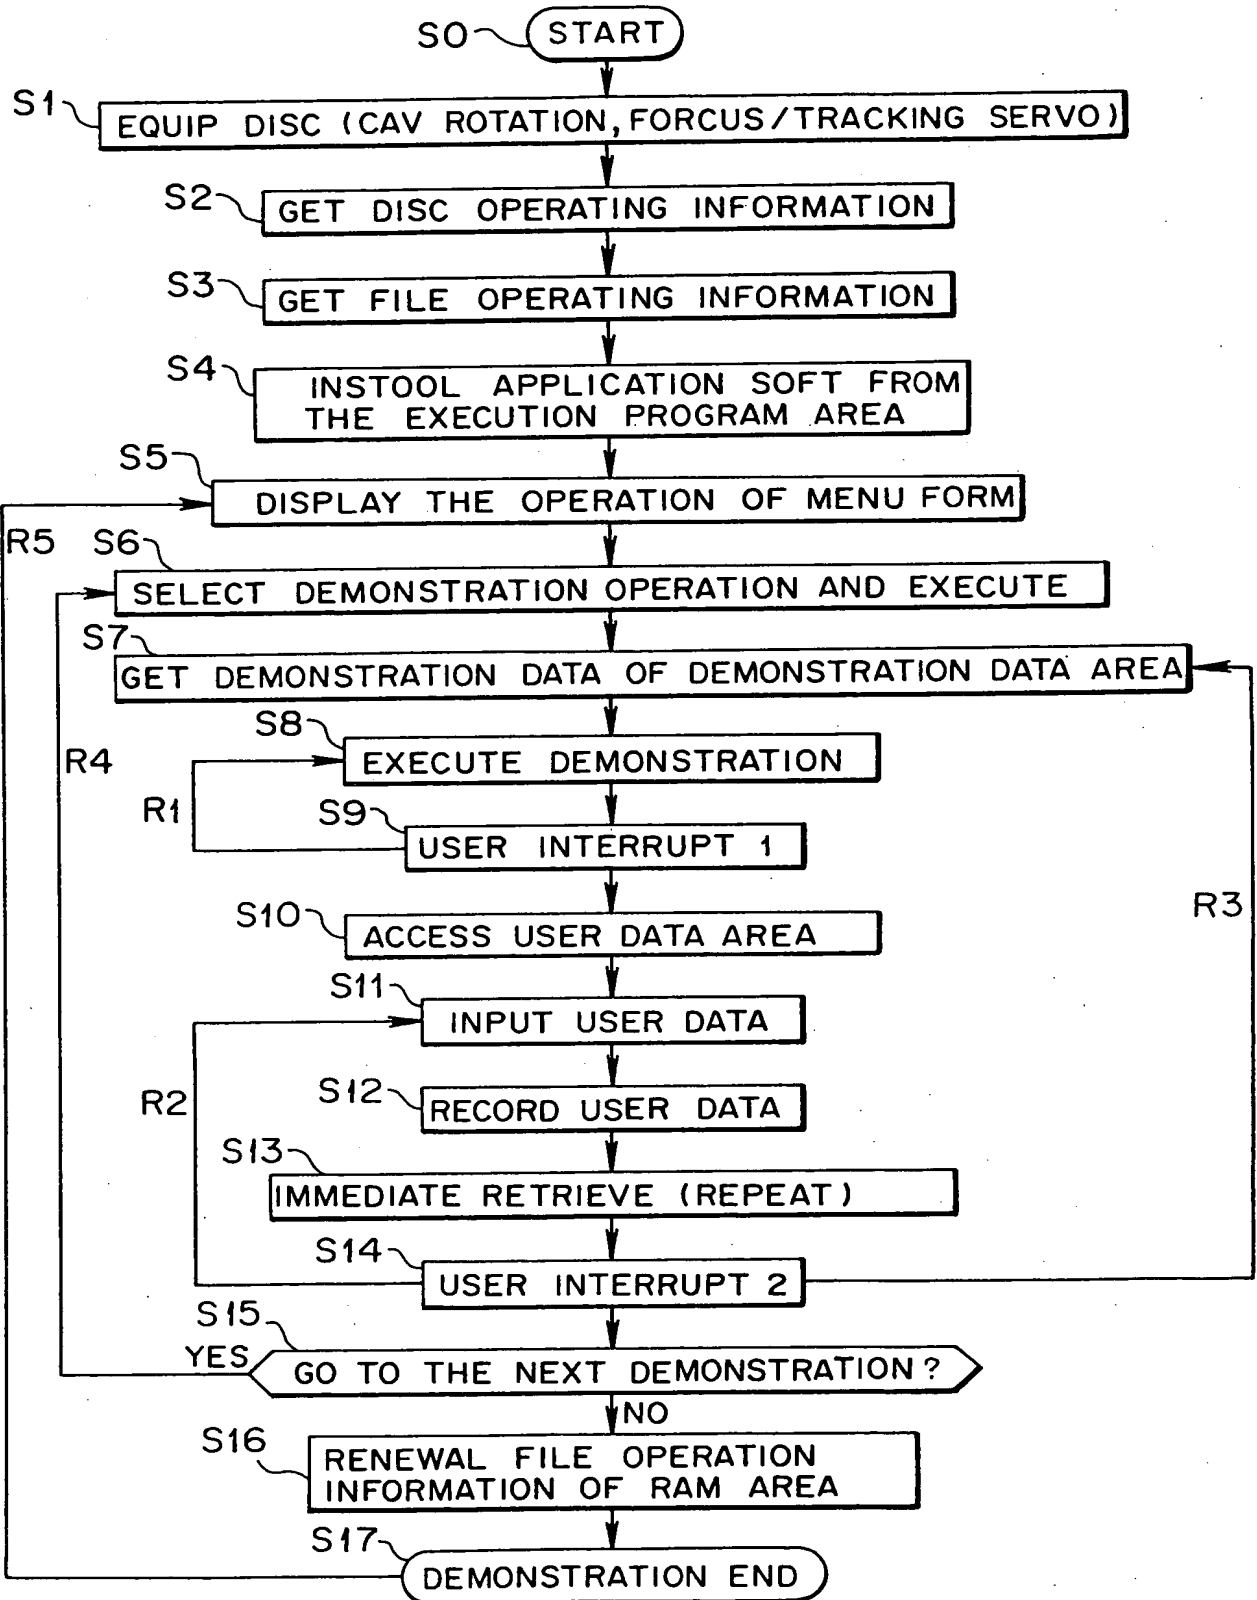 S0
START
S1
EQUIP DISC (CAV ROTATION, FORCUS/TRACKING SERVO)
S2
GET DISC OPERATING INFORMATION
S3
GET FILE OPERATING INFORMATION
S4
INSTOOL APPLICATION SOFT FROM
THE EXECUTION PROGRAM AREA
S5
DISPLAY THE OPERATION OF MENU FORM
R5
S6
SELECT DEMONSTRATION OPERATION AND EXECUTE
S7
GET DEMONSTRATION DATA OF DEMONSTRATION DATA AREA
S8
R4
EXECUTE DEMONSTRATION
R1
S9
USER INTERRUPT 1
R3
S10
ACCESS USER DATA AREA
S11
INPUT USER DATA
R2
S12
RECORD USER DATA
S13
IMMEDIATE RETRIEVE (REPEAT)
S14
USER INTERRUPT 2
S15
YES
GO TO THE NEXT DEMONSTRATION?
NO
S16
RENEWAL FILE OPERATION
INFORMATION OF RAM AREA
S17
DEMONSTRATION END